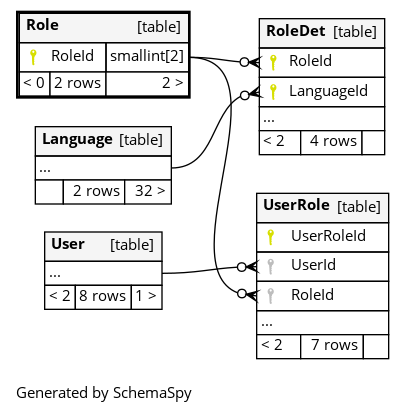 Role [table]
RoleId smallint[2]
< 0 2 rows 2 >
Language [table]
...
2 rows 32 >
User [table]
...
< 2 8 rows 1 >
RoleDet [table]
RoleId
LanguageId
...
< 2 4 rows
UserRole [table]
UserRoleId
UserId
RoleId
...
< 2 7 rows
Generated by SchemaSpy